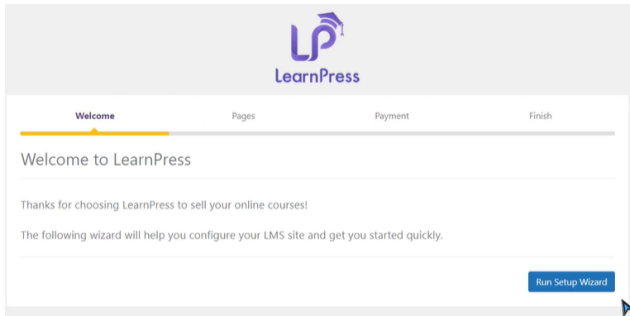 LP
LearnPress
Welcome Pages Payment Finish
Welcome to LearnPress
Thanks for choosing LearnPress to sell your online courses!
The following wizard will help you configure your LMS site and get you started quickly.
Run Setup Wizard